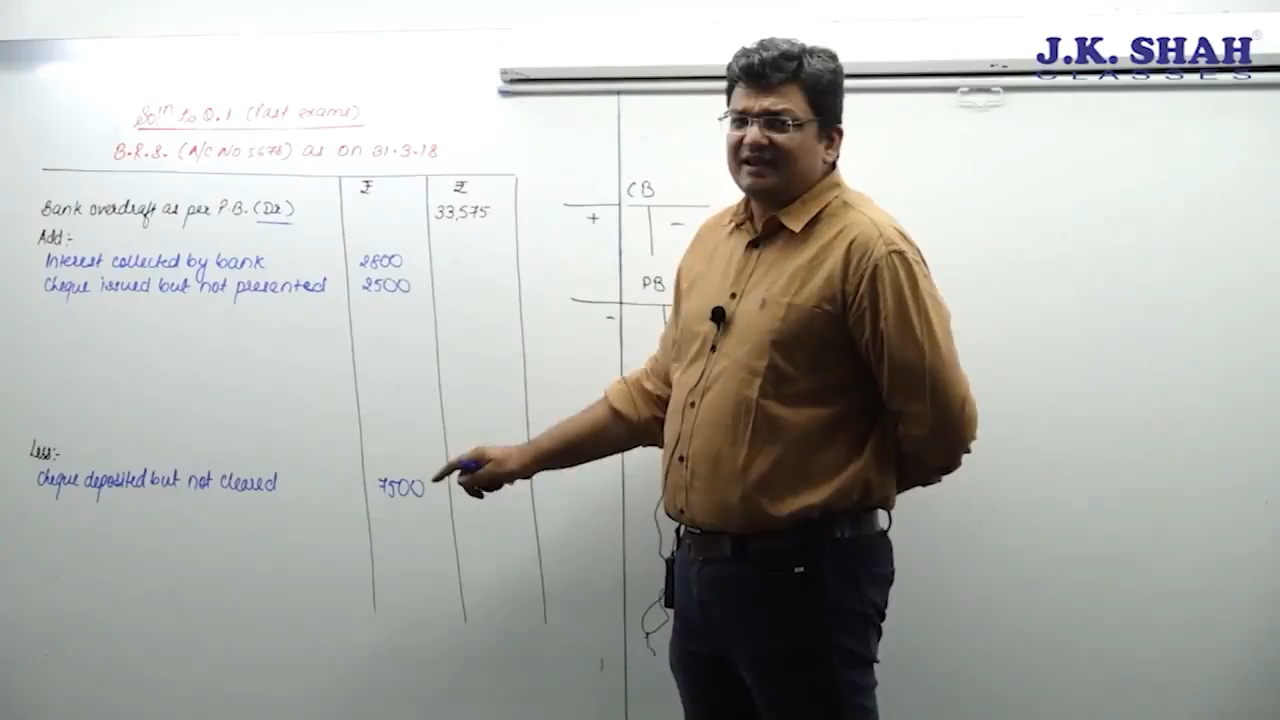 J.K. SHAH®
CLASSES
Solⁿ to Q.1 (Past exams)
B.R.S. (A/C NO 5678) as on 31.3.18
₹ ₹
Bank overdraft as per P.B. (Dr) 33,575
Add:-
Interest collected by bank 2800
Cheque issued but not presented 2500
Less:-
Cheque deposited but not cleared 7500
CB
+ -
PB
-